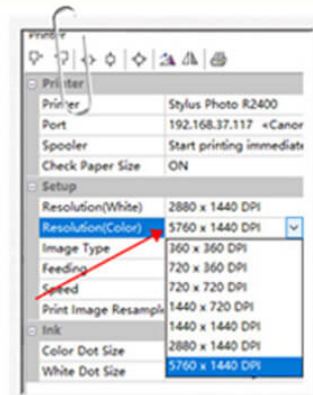 Printer
Printer
Printer Stylus Photo R2400
Port 192.168.37.117 <Canor
Spooler Start printing immediate
Check Paper Size ON
Setup
Resolution(White) 2880 x 1440 DPI
Resolution(Color) 5760 x 1440 DPI
Image Type 360 x 360 DPI
Feeding 720 x 360 DPI
Speed 720 x 720 DPI
Print Image Resampl 1440 x 720 DPI
1440 x 1440 DPI
Ink 2880 x 1440 DPI
Color Dot Size 5760 x 1440 DPI
White Dot Size